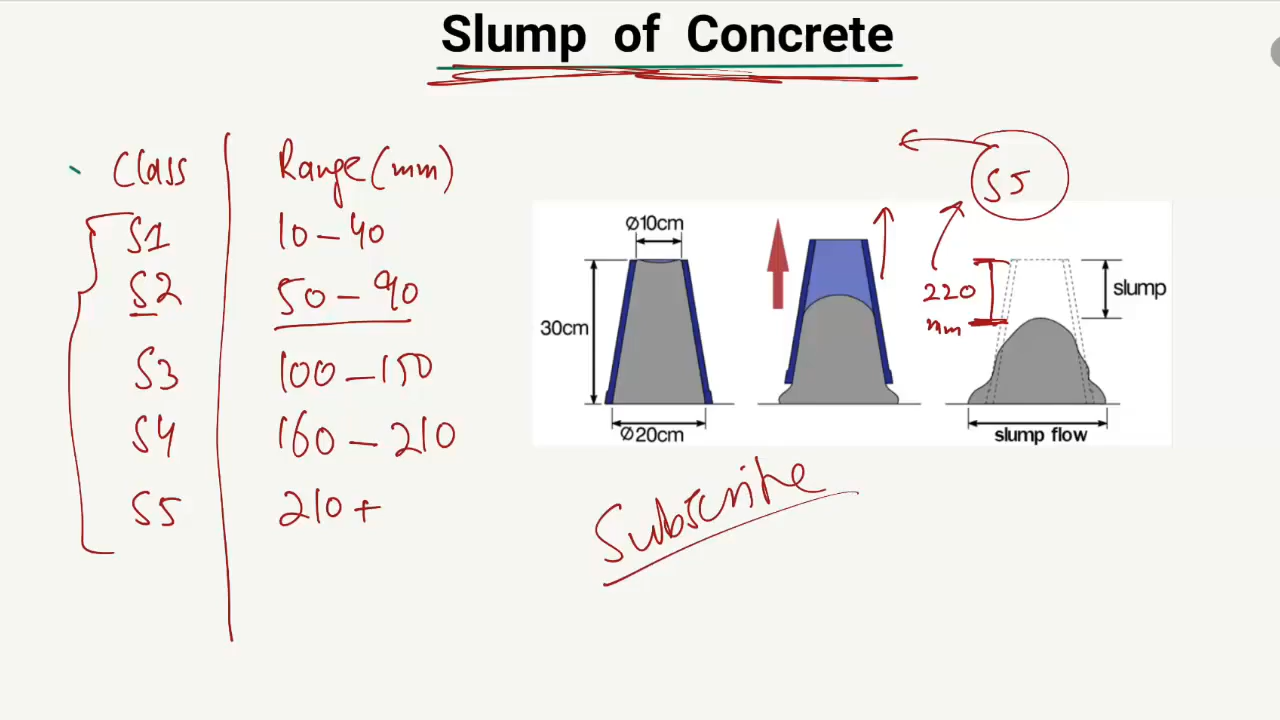 Slump of Concrete
Class Range (mm)
S1 10 – 40
S2 50 – 90
S3 100 – 150
S4 160 – 210
S5 210 +
S5
Ø10cm
30cm
Ø20cm
220
mm
slump
slump flow
Subscribe